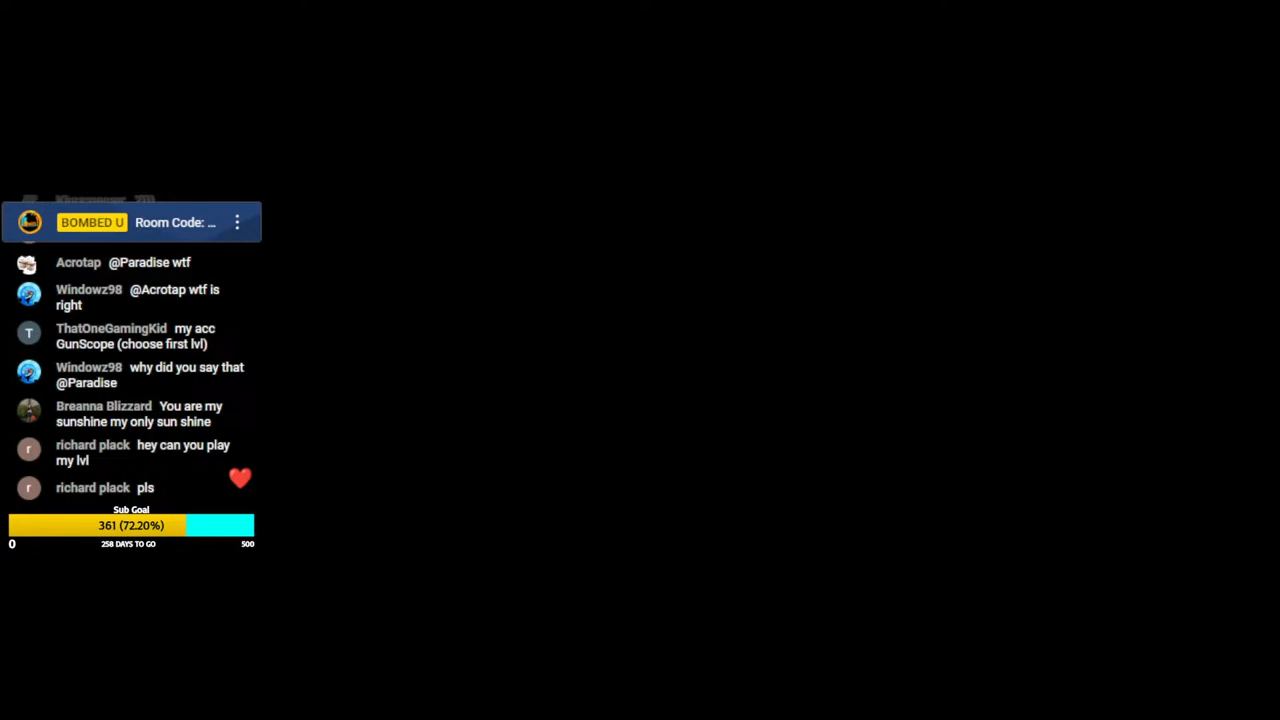 BOMBED U Room Code: ...
Acrotap @Paradise wtf
Windowz98 @Acrotap wtf is
right
T ThatOneGamingKid my acc
GunScope (choose first lvl)
Windowz98 why did you say that
@Paradise
Breanna Blizzard You are my
sunshine my only sun shine
r richard plack hey can you play
my lvl
r richard plack pls
Sub Goal
361 (72.20%)
0 258 DAYS TO GO 500